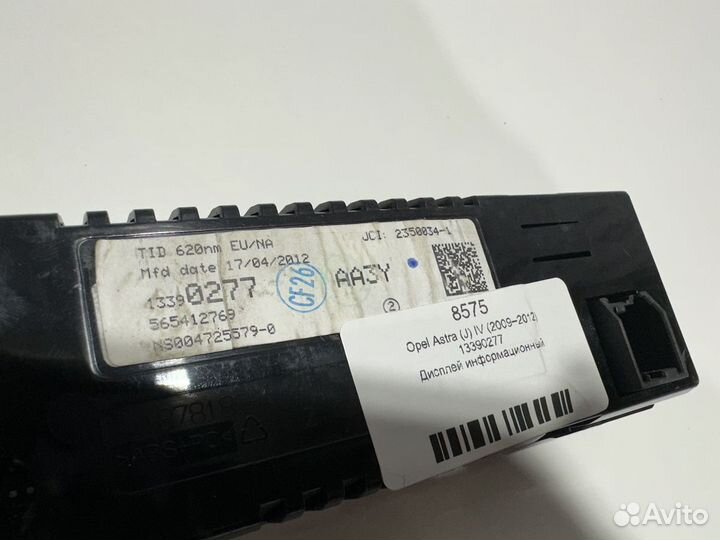 TID 620nm EU/NA
JCI: 2350034-1
Mfd date 17/04/2012
13390277
CF26
AA3Y
565412769
2
NS004725579-0
8575
Opel Astra (J) IV (2009–2012)
13390277
Дисплей информационный
Avito